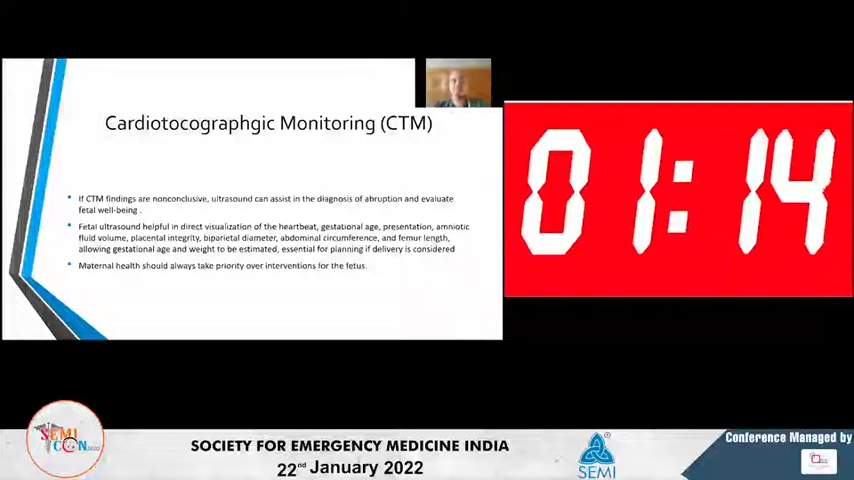 Cardiotocographgic Monitoring (CTM)
If CTM findings are nonconclusive, ultrasound can assist in the diagnosis of abruption and evaluate
fetal well-being .
Fetal ultrasound helpful in direct visualization of the heartbeat, gestational age, presentation, amniotic
fluid volume, placental integrity, biparietal diameter, abdominal circumference, and femur length,
allowing gestational age and weight to be estimated, essential for planning if delivery is considered
Maternal health should always take priority over interventions for the fetus.
01:14
SEMI
CON
SOCIETY FOR EMERGENCY MEDICINE INDIA
22nd January 2022
SEMI
Conference Managed by